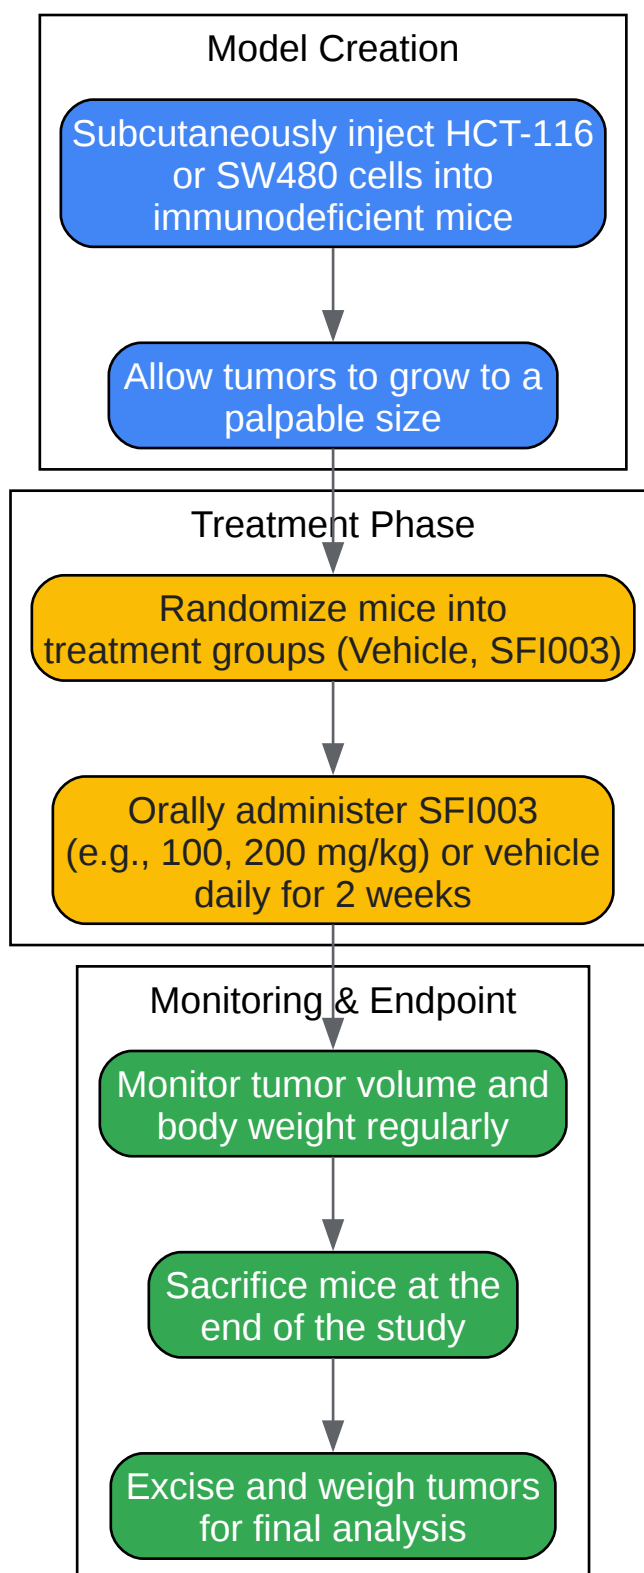 Model Creation
Subcutaneously inject HCT-116
or SW480 cells into
immunodeficient mice
Allow tumors to grow to a
palpable size
Treatment Phase
Randomize mice into
treatment groups (Vehicle, SFI003)
Orally administer SFI003
(e.g., 100, 200 mg/kg) or vehicle
daily for 2 weeks
Monitoring & Endpoint
Monitor tumor volume and
body weight regularly
Sacrifice mice at the
end of the study
Excise and weigh tumors
for final analysis